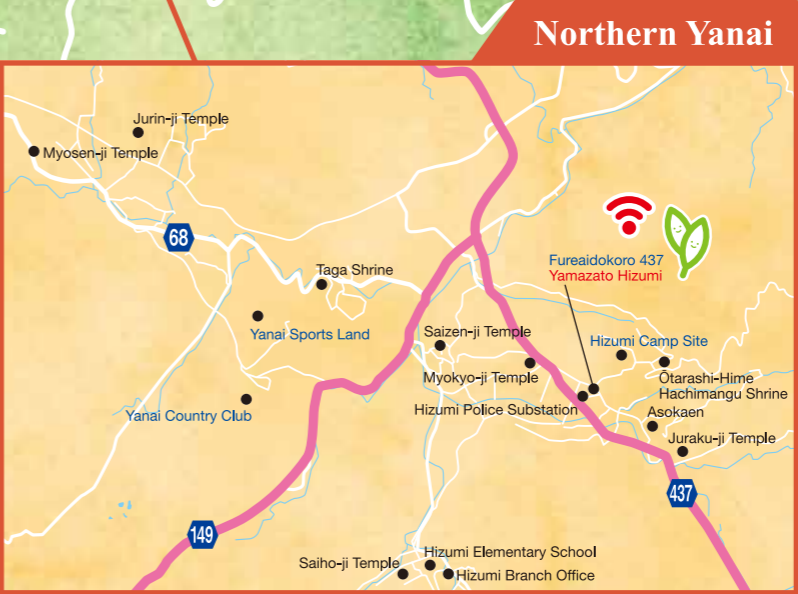 Northern Yanai
Jurin-ji Temple
Myosen-ji Temple
68
Taga Shrine
Fureaidokoro 437
Yamazato Hizumi
Yanai Sports Land
Saizen-ji Temple
Hizumi Camp Site
Myokyo-ji Temple
Ōtarashi-Hime
Hachimangu Shrine
Yanai Country Club
Hizumi Police Substation
Asokaen
Juraku-ji Temple
437
149
Saiho-ji Temple
Hizumi Elementary School
Hizumi Branch Office